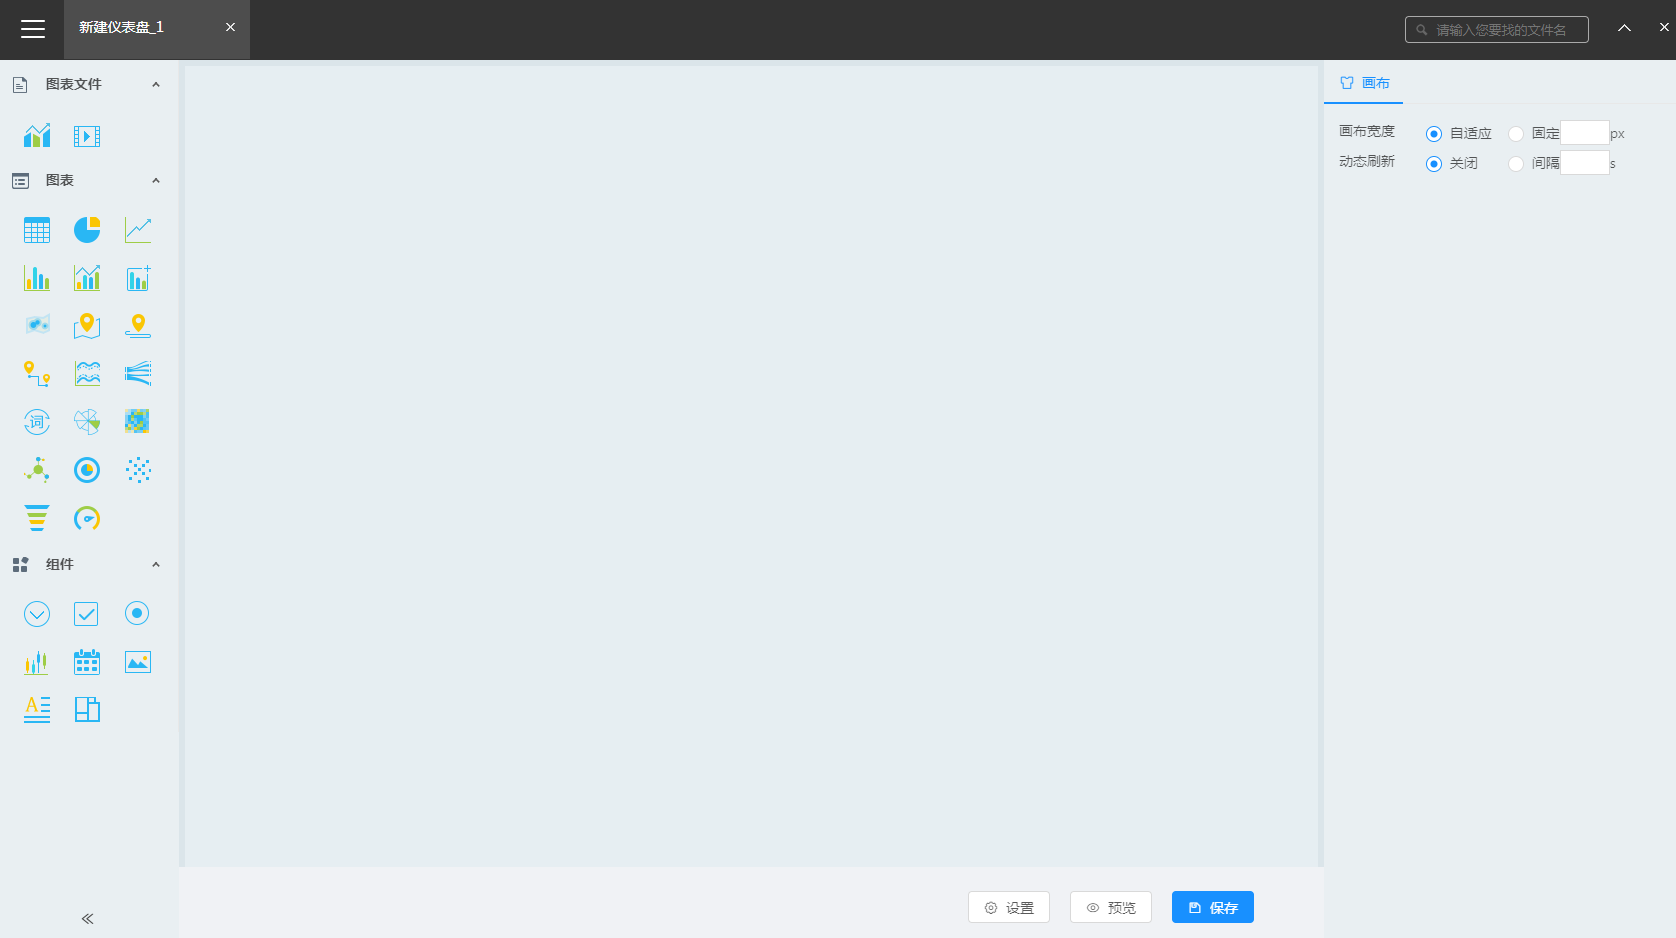 新建仪表盘_1
请输入您要找的文件名
图表文件
图表
词
组件
A
画布
画布宽度 自适应 固定 px
动态刷新 关闭 间隔 s
设置 预览 保存